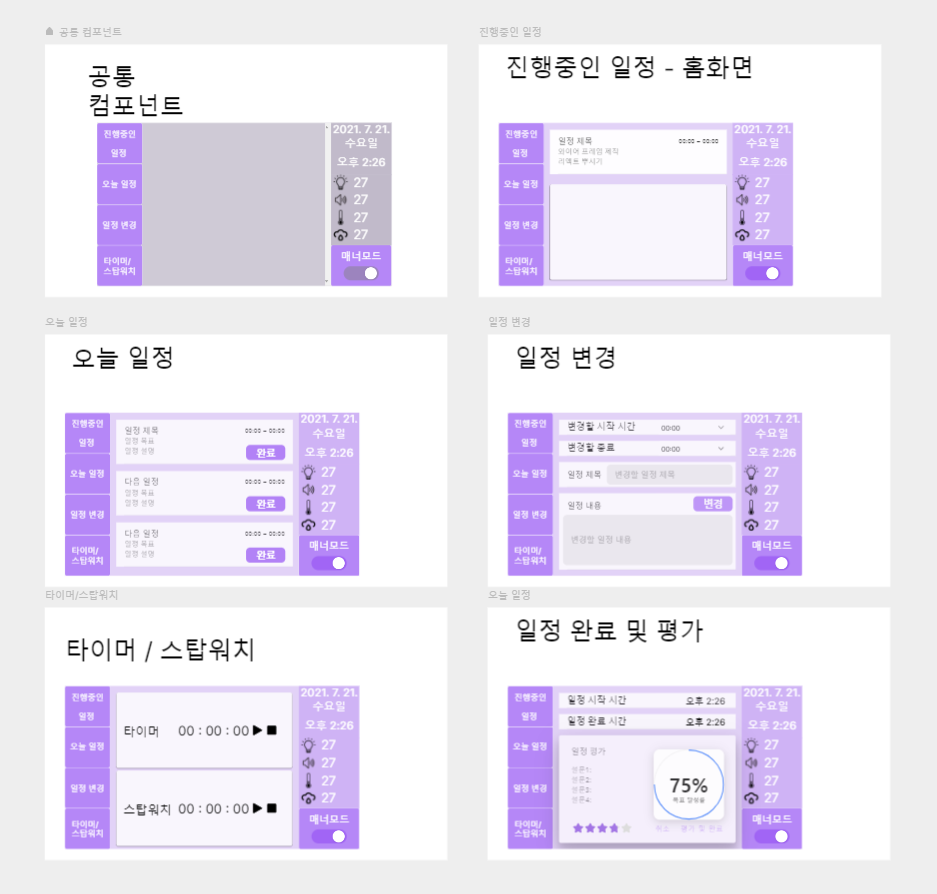 공통 컴포넌트
공통
컴포넌트
진행중인
일정
오늘 일정
일정 변경
타이머/
스탑워치
2021. 7. 21.
수요일
오후 2:26
27
27
27
27
매너모드
진행중인 일정
진행중인 일정 - 홈화면
진행중인
일정
오늘 일정
일정 변경
타이머/
스탑워치
일정 제목 00:00 - 00:00
와이어 프레임 제작
리액트 뿌시기
2021. 7. 21.
수요일
오후 2:26
27
27
27
27
매너모드
오늘 일정
오늘 일정
진행중인
일정
오늘 일정
일정 변경
타이머/
스탑워치
일정 제목 00:00 - 00:00
일정 목표
일정 설명
완료
다음 일정 00:00 - 00:00
일정 목표
일정 설명
완료
다음 일정 00:00 - 00:00
일정 목표
일정 설명
완료
2021. 7. 21.
수요일
오후 2:26
27
27
27
27
매너모드
일정 변경
일정 변경
진행중인
일정
오늘 일정
일정 변경
타이머/
스탑워치
변경할 시작 시간 00:00
변경할 종료 00:00
일정 제목 변경할 일정 제목
일정 내용 변경
변경할 일정 내용
2021. 7. 21.
수요일
오후 2:26
27
27
27
27
매너모드
타이머/스탑워치
타이머 / 스탑워치
진행중인
일정
오늘 일정
일정 변경
타이머/
스탑워치
타이머 00 : 00 : 00
스탑워치 00 : 00 : 00
2021. 7. 21.
수요일
오후 2:26
27
27
27
27
매너모드
오늘 일정
일정 완료 및 평가
진행중인
일정
오늘 일정
일정 변경
타이머/
스탑워치
일정 시작 시간 오후 2:26
일정 완료 시간 오후 2:26
일정 평가
75%
목표 달성률
취소 평가 및 완료
2021. 7. 21.
수요일
오후 2:26
27
27
27
27
매너모드